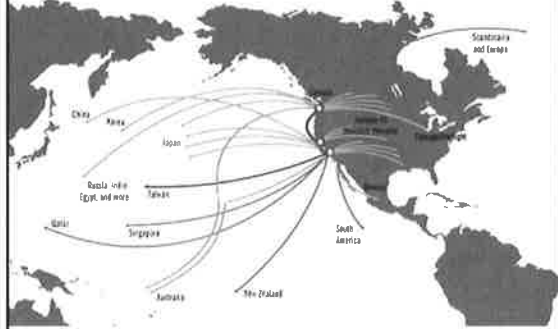 Scandinavia
and Europe
China
Korea
Japan
Russia, India
Egypt, and more
Taiwan
Qatar
Singapore
South
America
Australia
New Zealand